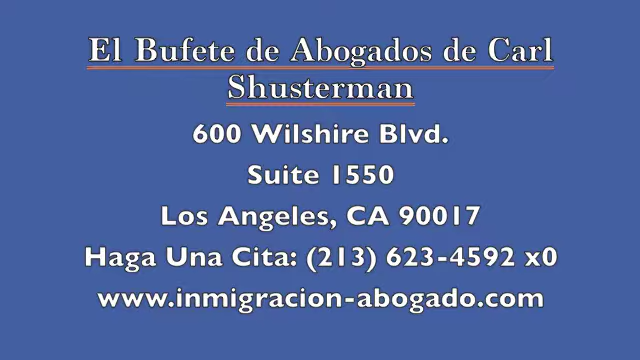 El Bufete de Abogados de Carl
Shusterman
600 Wilshire Blvd.
Suite 1550
Los Angeles, CA 90017
Haga Una Cita: (213) 623-4592 x0
www.inmigracion-abogado.com